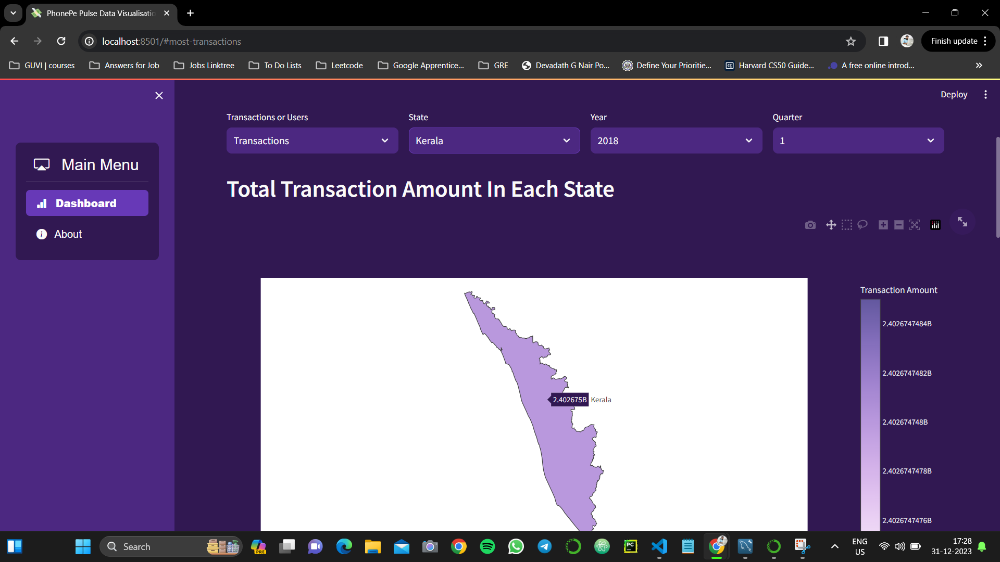 PhonePe Pulse Data Visualisatio
localhost:8501/#most-transactions
Finish update
GUVI | courses
Answers for Job
Jobs Linktree
To Do Lists
Leetcode
Google Apprentice...
GRE
Devadath G Nair Po...
Define Your Prioritie...
Harvard CS50 Guide...
A free online introd...
Deploy
Main Menu
Dashboard
About
Transactions or Users
Transactions
State
Kerala
Year
2018
Quarter
1
Total Transaction Amount In Each State
Transaction Amount
2.4026747484B
2.4026747482B
2.402674748B
2.4026747478B
2.4026747476B
2.402675B Kerala
Search
PRE
PC
ENG
US
17:28
31-12-2023